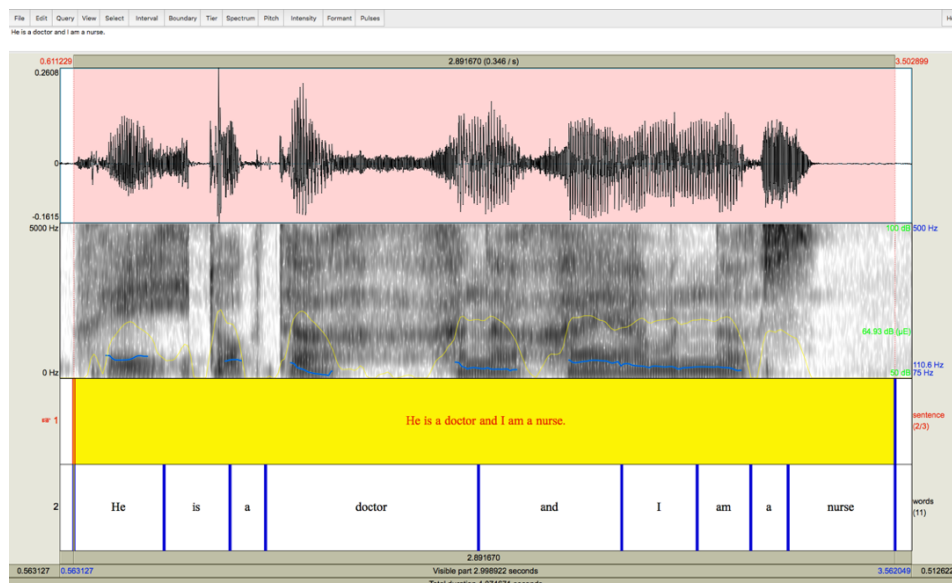 File Edit Query View Select Interval Boundary Tier Spectrum Pitch Intensity Formant Pulses
He is a doctor and I am a nurse.
0.611229 2.891670 (0.346 / s) 3.502899
0.2608
0
-0.1615
5000 Hz 100 dB 500 Hz
64.93 dB (µE)
110.6 Hz
0 Hz 50 dB 75 Hz
1 He is a doctor and I am a nurse. sentence
(2/3)
2 He is a doctor and I am a nurse words
(11)
2.891670
0.563127 0.563127 Visible part 2.998922 seconds 3.562049 0.512622